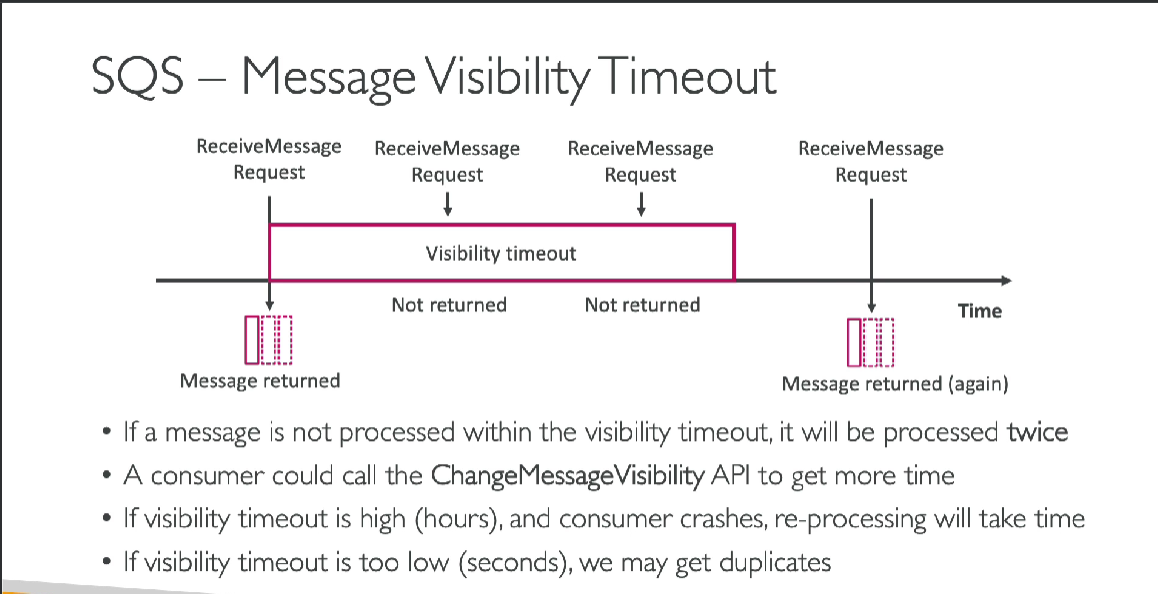 SQS – Message Visibility Timeout
ReceiveMessage Request
ReceiveMessage Request
ReceiveMessage Request
ReceiveMessage Request
Visibility timeout
Not returned
Not returned
Time
Message returned
Message returned (again)
• If a message is not processed within the visibility timeout, it will be processed twice
• A consumer could call the ChangeMessageVisibility API to get more time
• If visibility timeout is high (hours), and consumer crashes, re-processing will take time
• If visibility timeout is too low (seconds), we may get duplicates